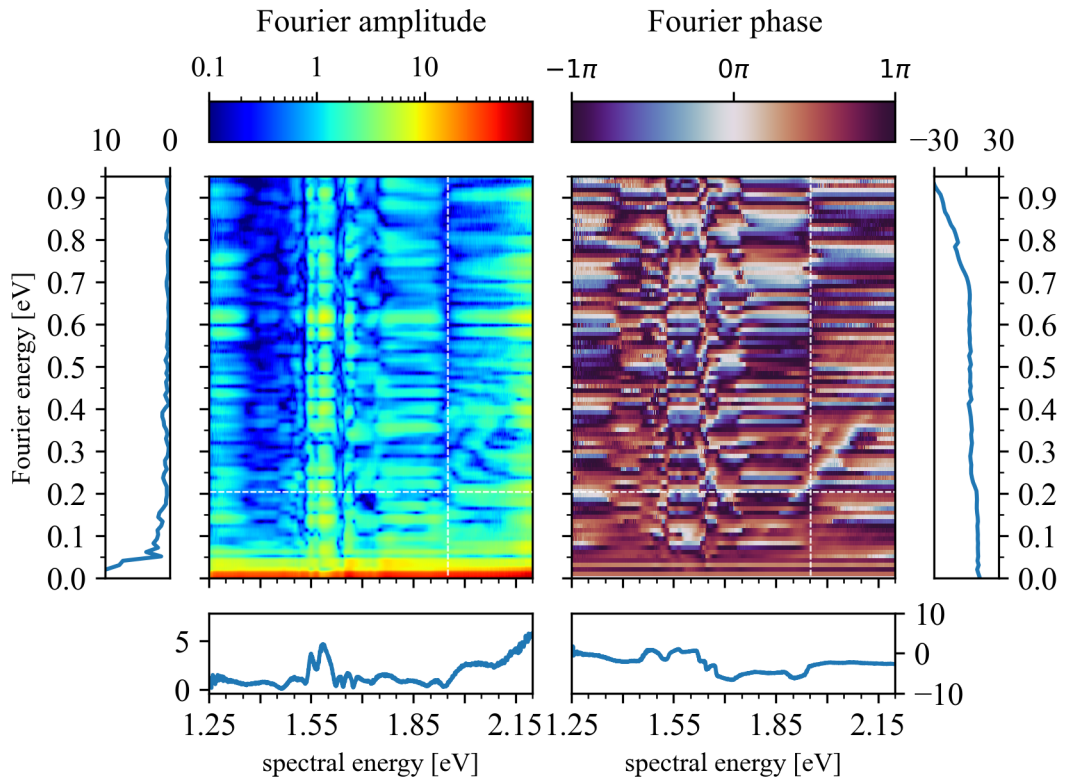 Fourier amplitude Fourier phase
0.1 1 10 −1π 0π 1π
10 0 −30 30
0.9 0.9
0.8 0.8
0.7 0.7
0.6 0.6
0.5 0.5
0.4 0.4
0.3 0.3
0.2 0.2
0.1 0.1
0.0 0.0
Fourier energy [eV]
5 10
0 0
−10
1.25 1.55 1.85 2.15 1.25 1.55 1.85 2.15
spectral energy [eV] spectral energy [eV]